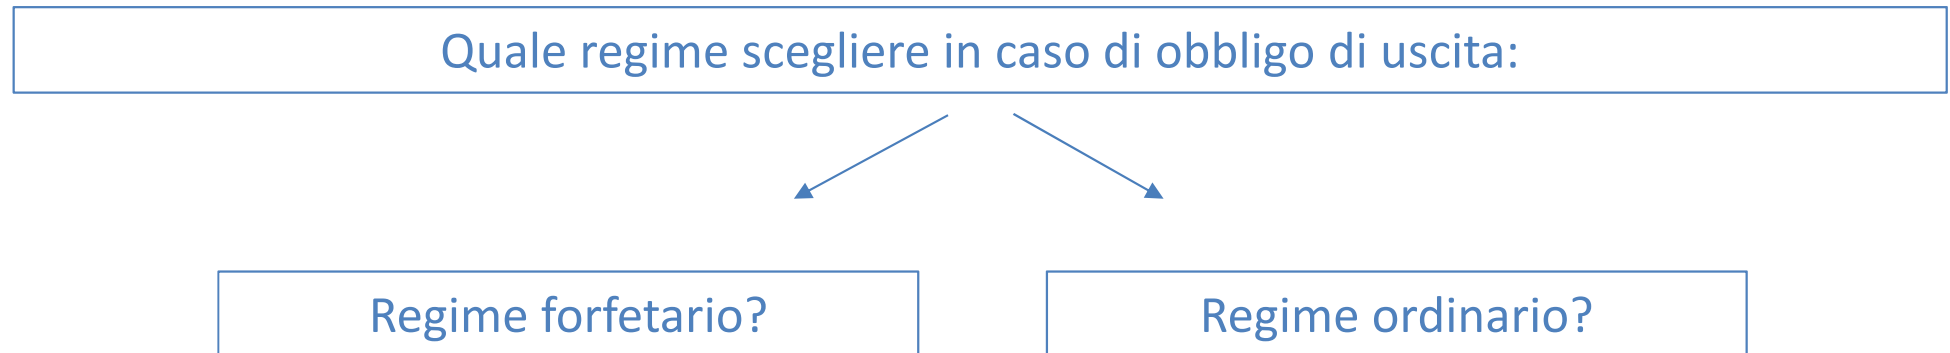 Quale regime scegliere in caso di obbligo di uscita:
Regime forfetario?
Regime ordinario?